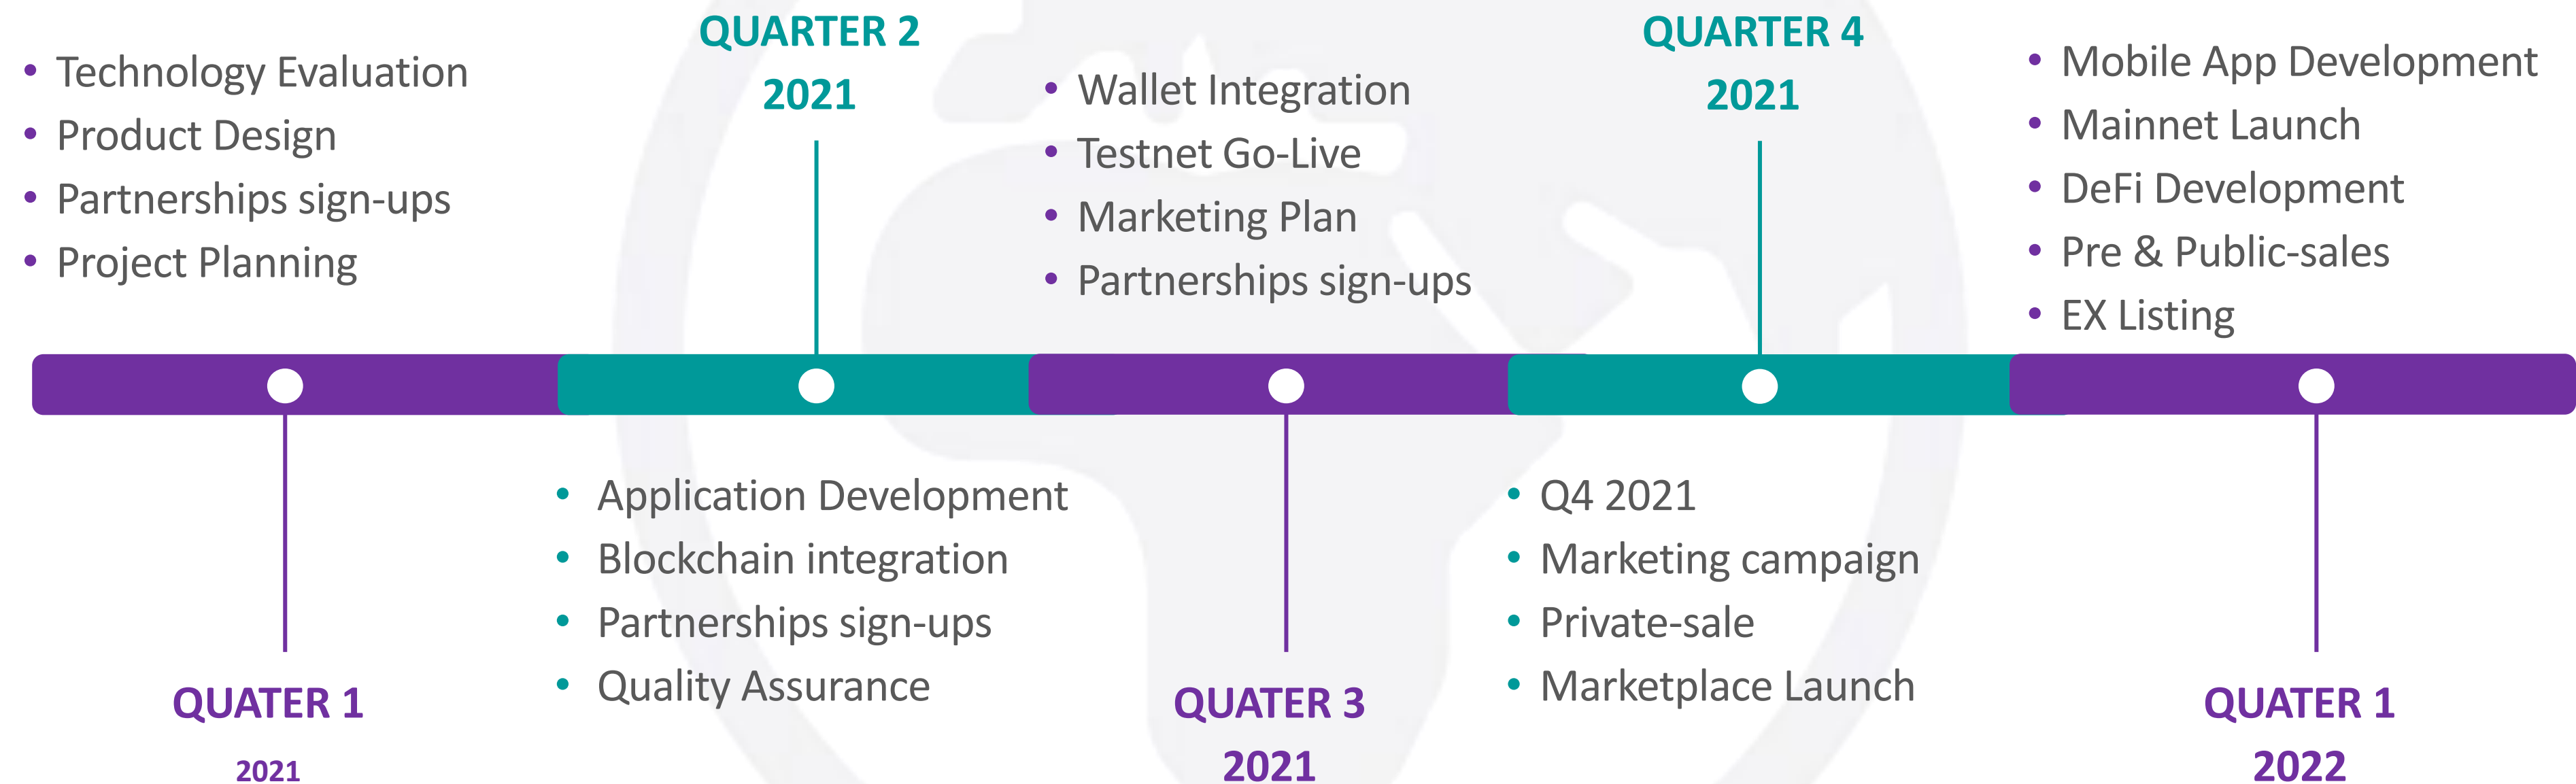 • Technology Evaluation
• Product Design
• Partnerships sign-ups
• Project Planning
QUATER 1
2021
QUARTER 2
2021
• Application Development
• Blockchain integration
• Partnerships sign-ups
• Quality Assurance
• Wallet Integration
• Testnet Go-Live
• Marketing Plan
• Partnerships sign-ups
QUATER 3
2021
QUARTER 4
2021
• Q4 2021
• Marketing campaign
• Private-sale
• Marketplace Launch
• Mobile App Development
• Mainnet Launch
• DeFi Development
• Pre & Public-sales
• EX Listing
QUATER 1
2022